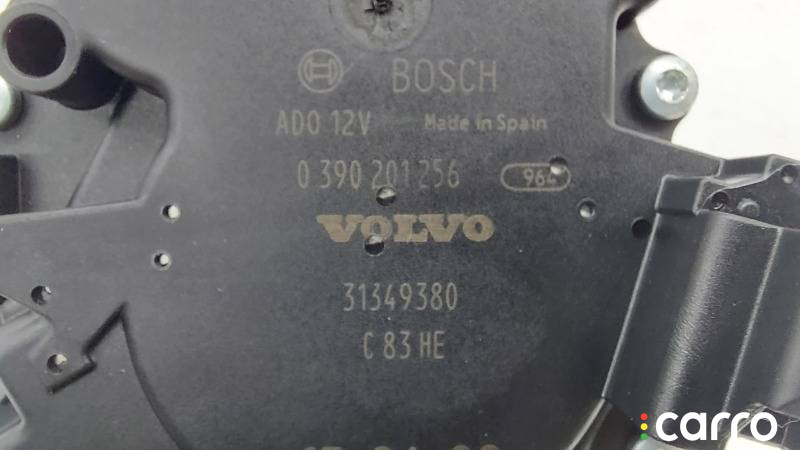 BOSCH
ADO 12V Made in Spain
0 390 201 256 964
VOLVO
31349380
C 83 HE
carro